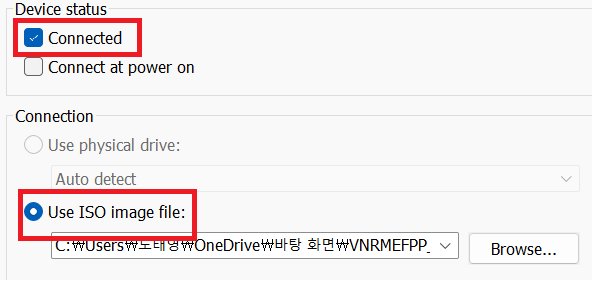 Device status
Connected
Connect at power on
Connection
Use physical drive:
Auto detect
Use ISO image file:
C:₩Users₩노태영₩OneDrive₩바탕 화면₩VNRMEFPP_
Browse...